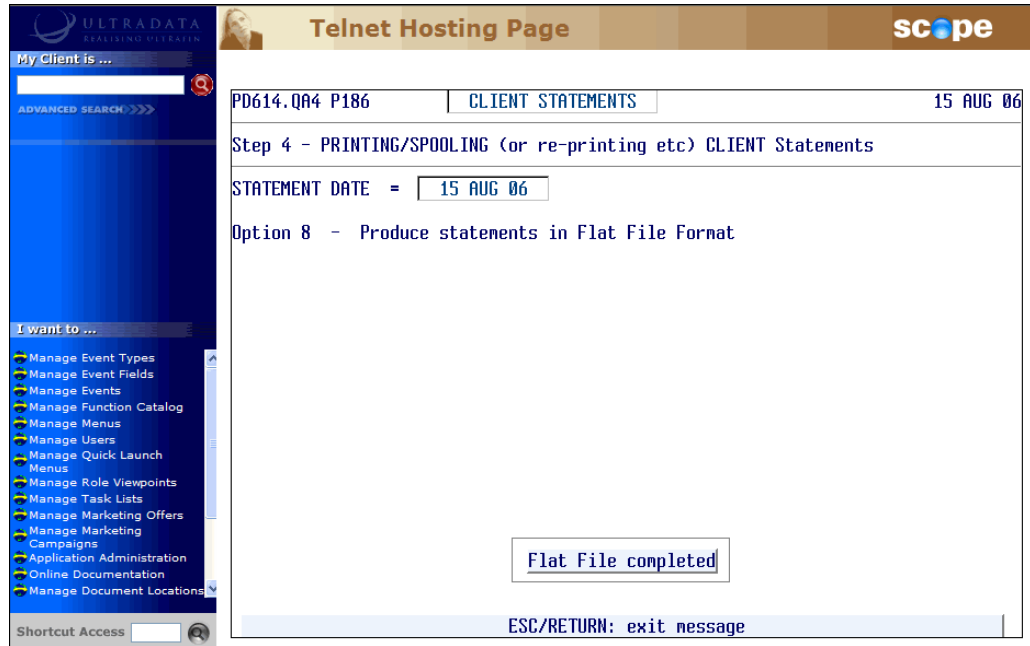 ULTRADATA
REALISING ULTRATIN
Telnet Hosting Page
scope
My Client is ...
ADVANCED SEARCH
PD614.QA4 P186 CLIENT STATEMENTS 15 AUG 06
Step 4 - PRINTING/SPOOLING (or re-printing etc) CLIENT Statements
STATEMENT DATE = 15 AUG 06
Option 8 - Produce statements in Flat File Format
I want to ...
Manage Event Types
Manage Event Fields
Manage Events
Manage Function Catalog
Manage Menus
Manage Users
Manage Quick Launch
Menus
Manage Role Viewpoints
Manage Task Lists
Manage Marketing Offers
Manage Marketing
Campaigns
Application Administration
Online Documentation
Manage Document Locations
Flat File completed
ESC/RETURN: exit message
Shortcut Access